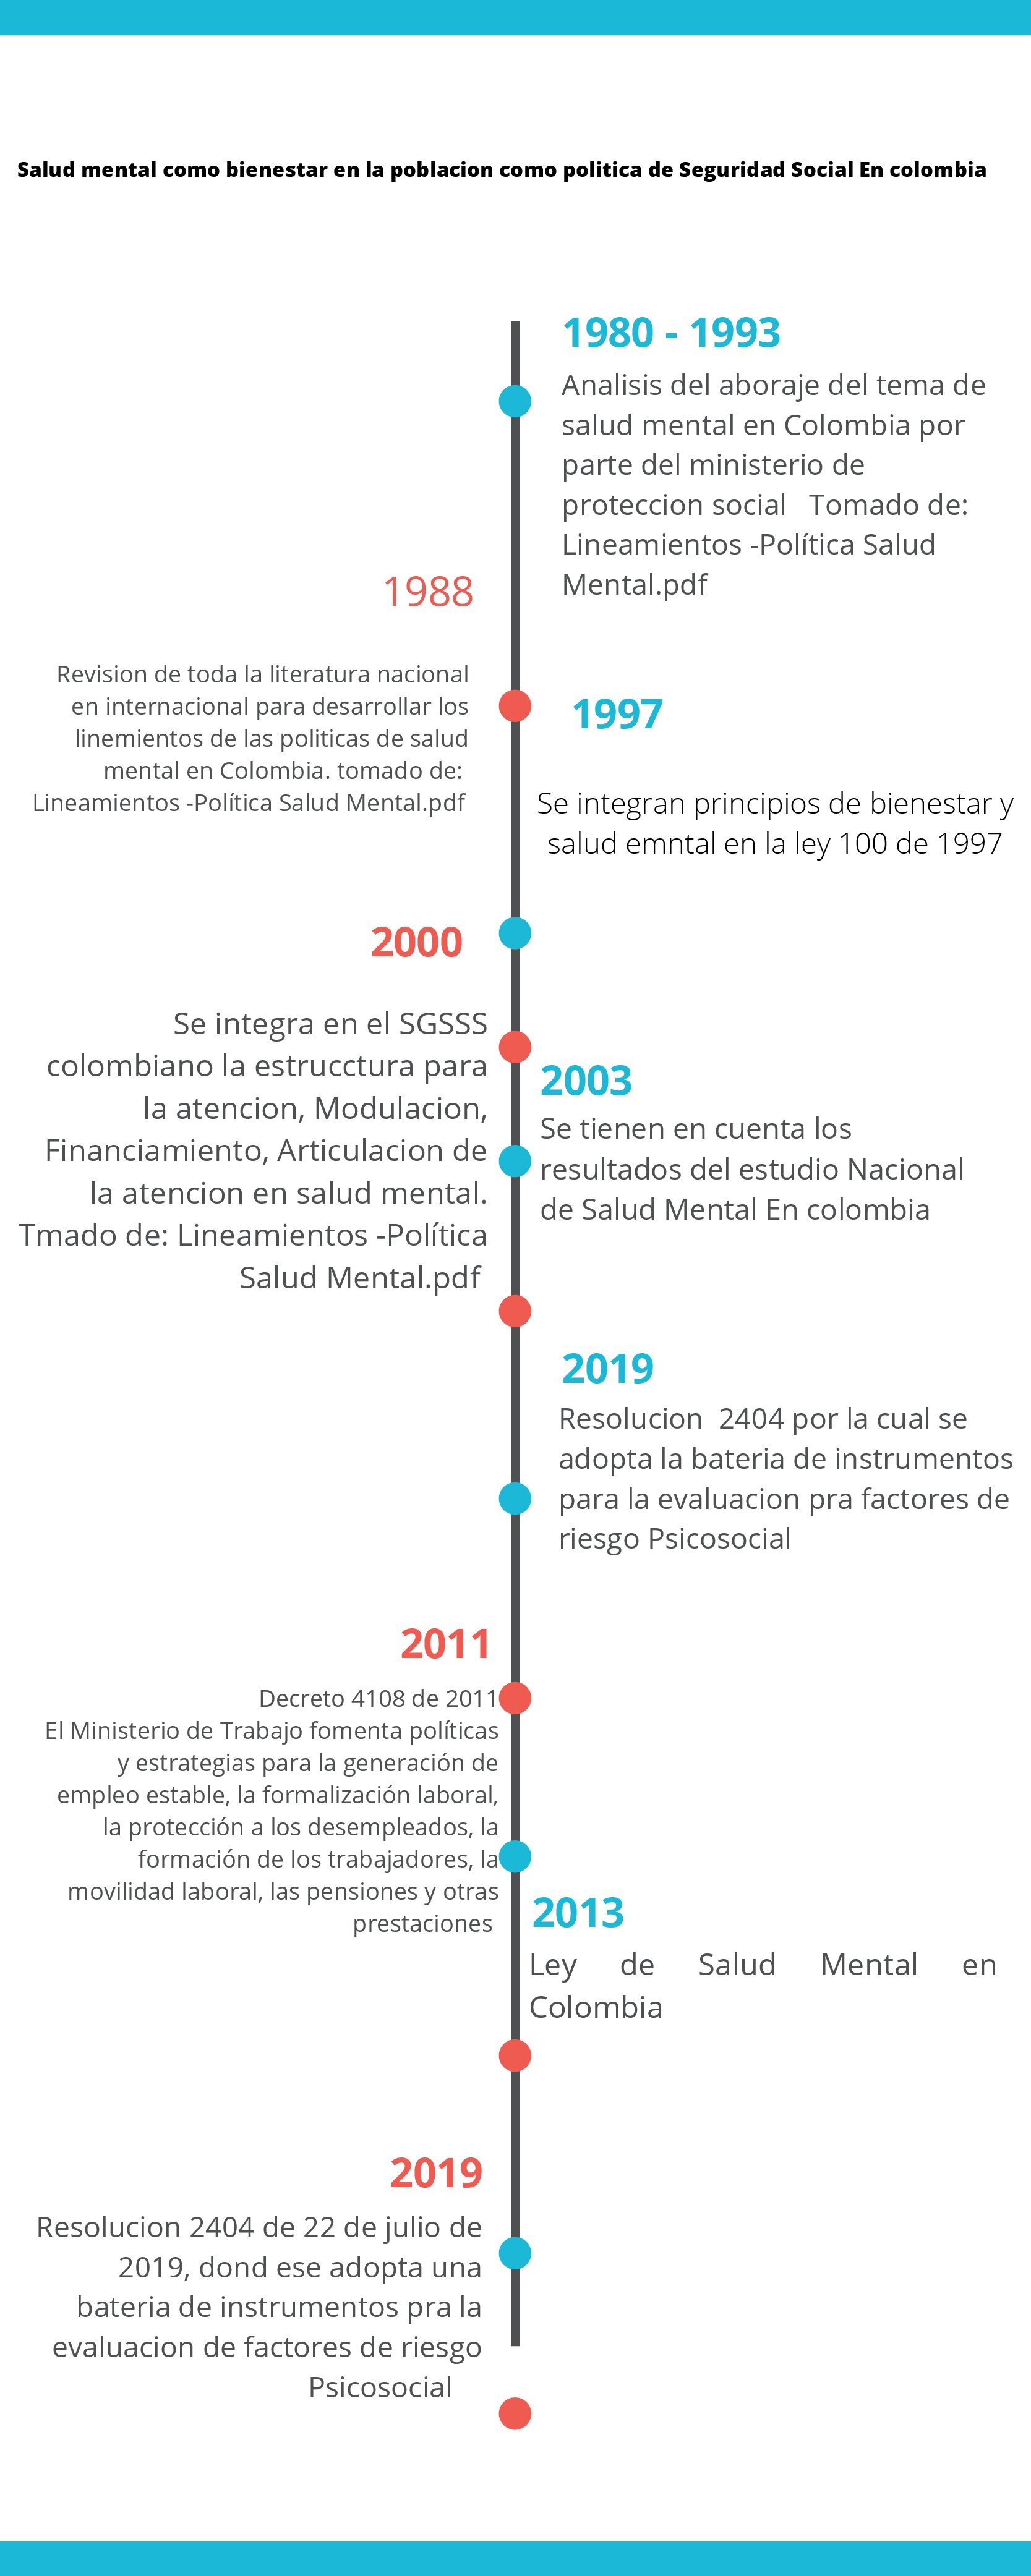 Salud mental como bienestar en la poblacion como politica de Seguridad Social En colombia
1980 - 1993
Analisis del aboraje del tema de
salud mental en Colombia por
parte del ministerio de
proteccion social   Tomado de:
Lineamientos -Política Salud
Mental.pdf
1988
Revision de toda la literatura nacional
en internacional para desarrollar los
linemientos de las politicas de salud
mental en Colombia. tomado de:
Lineamientos -Política Salud Mental.pdf
1997
Se integran principios de bienestar y
salud emntal en la ley 100 de 1997
2000
Se integra en el SGSSS
colombiano la estrucctura para
la atencion, Modulacion,
Financiamiento, Articulacion de
la atencion en salud mental.
Tmado de: Lineamientos -Política
Salud Mental.pdf
2003
Se tienen en cuenta los
resultados del estudio Nacional
de Salud Mental En colombia
2019
Resolucion  2404 por la cual se
adopta la bateria de instrumentos
para la evaluacion pra factores de
riesgo Psicosocial
2011
Decreto 4108 de 2011
El Ministerio de Trabajo fomenta políticas
y estrategias para la generación de
empleo estable, la formalización laboral,
la protección a los desempleados, la
formación de los trabajadores, la
movilidad laboral, las pensiones y otras
prestaciones
2013
Ley de Salud Mental en
Colombia
2019
Resolucion 2404 de 22 de julio de
2019, dond ese adopta una
bateria de instrumentos pra la
evaluacion de factores de riesgo
Psicosocial